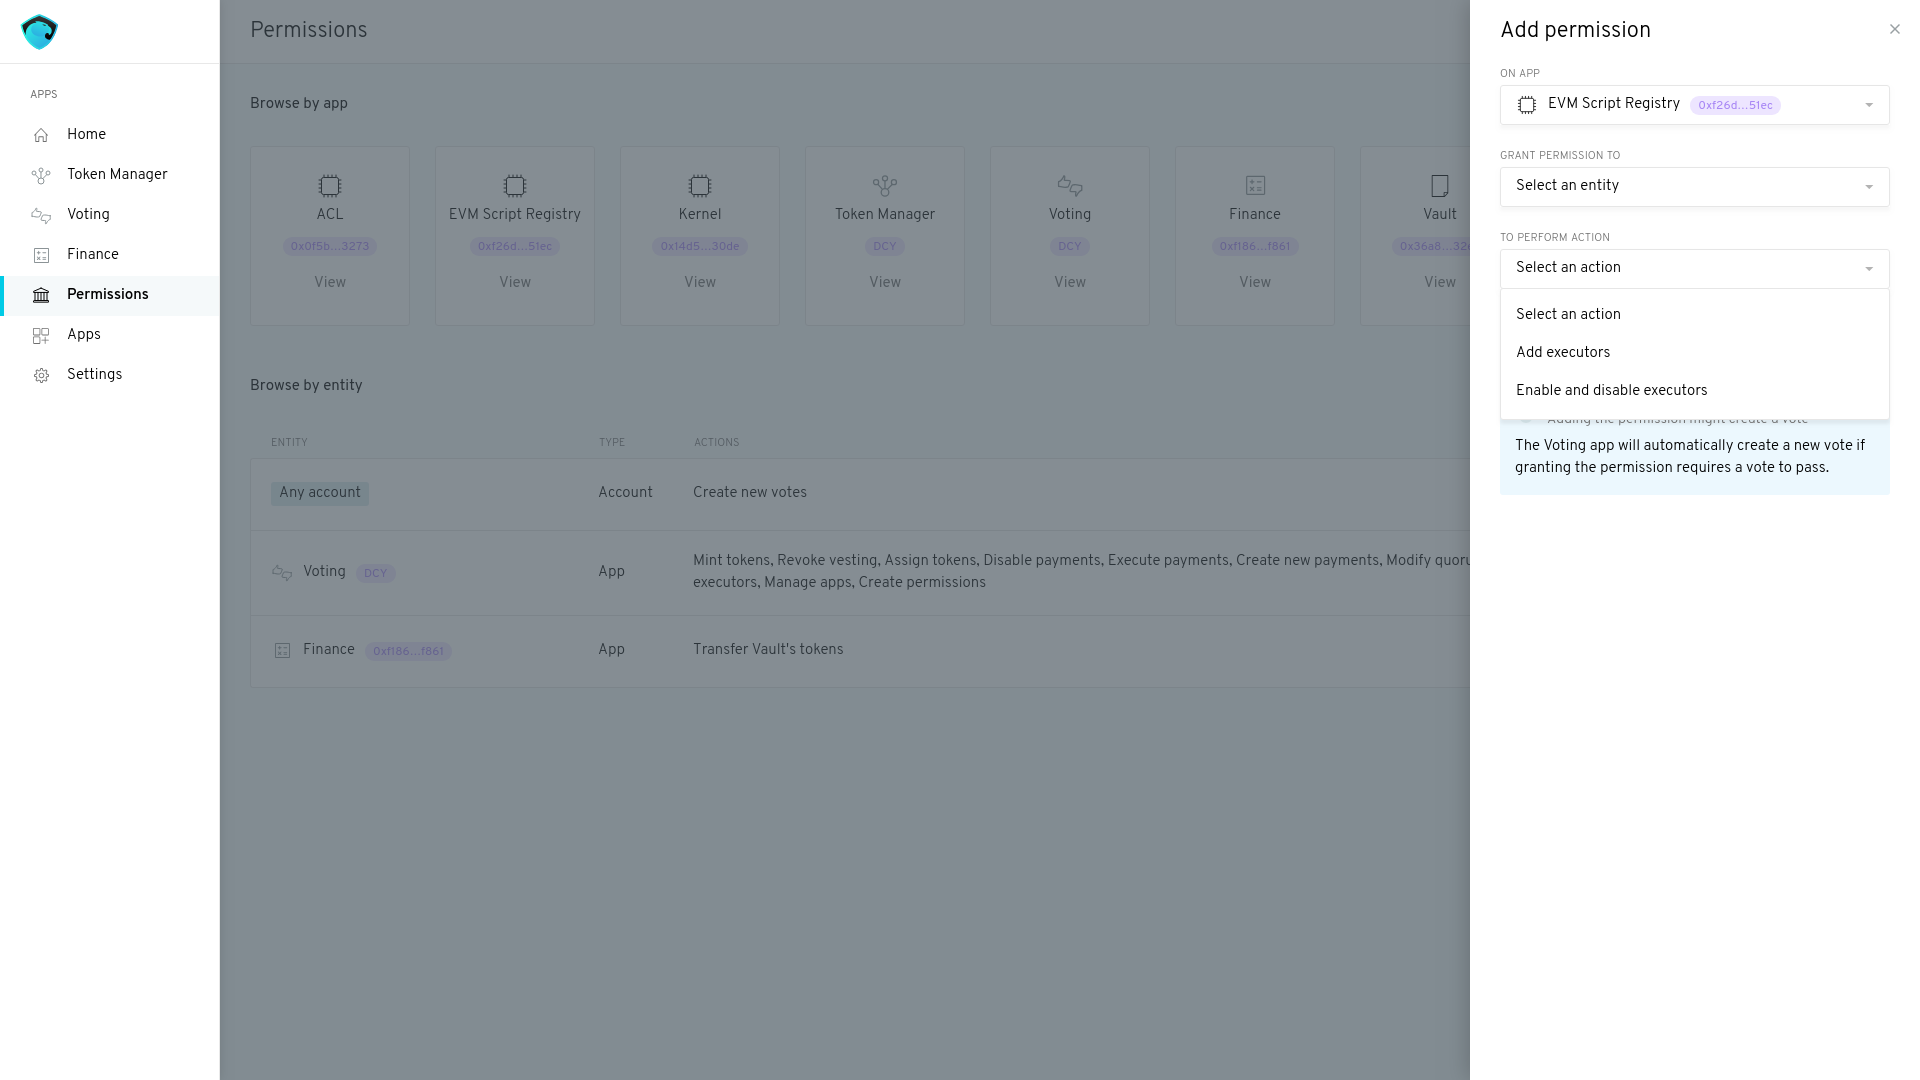 APPS
Home
Token Manager
Voting
Finance
Permissions
Apps
Settings
Permissions
Browse by app
ACL
0x0f5b…3273
View
EVM Script Registry
0xf26d…51ec
View
Kernel
0x14d5…30de
View
Token Manager
DCY
View
Voting
DCY
View
Finance
0xf186…f861
View
Vault
0x36a8…32
View
Browse by entity
ENTITY TYPE ACTIONS
Any account Account Create new votes
Voting DCY App Mint tokens, Revoke vesting, Assign tokens, Disable payments, Execute payments, Create new payments, Modify quoru
executors, Manage apps, Create permissions
Finance 0xf186…f861 App Transfer Vault's tokens
Add permission
ON APP
EVM Script Registry 0xf26d…51ec
GRANT PERMISSION TO
Select an entity
TO PERFORM ACTION
Select an action
Select an action
Add executors
Enable and disable executors
Adding the permission might create a vote
The Voting app will automatically create a new vote if
granting the permission requires a vote to pass.